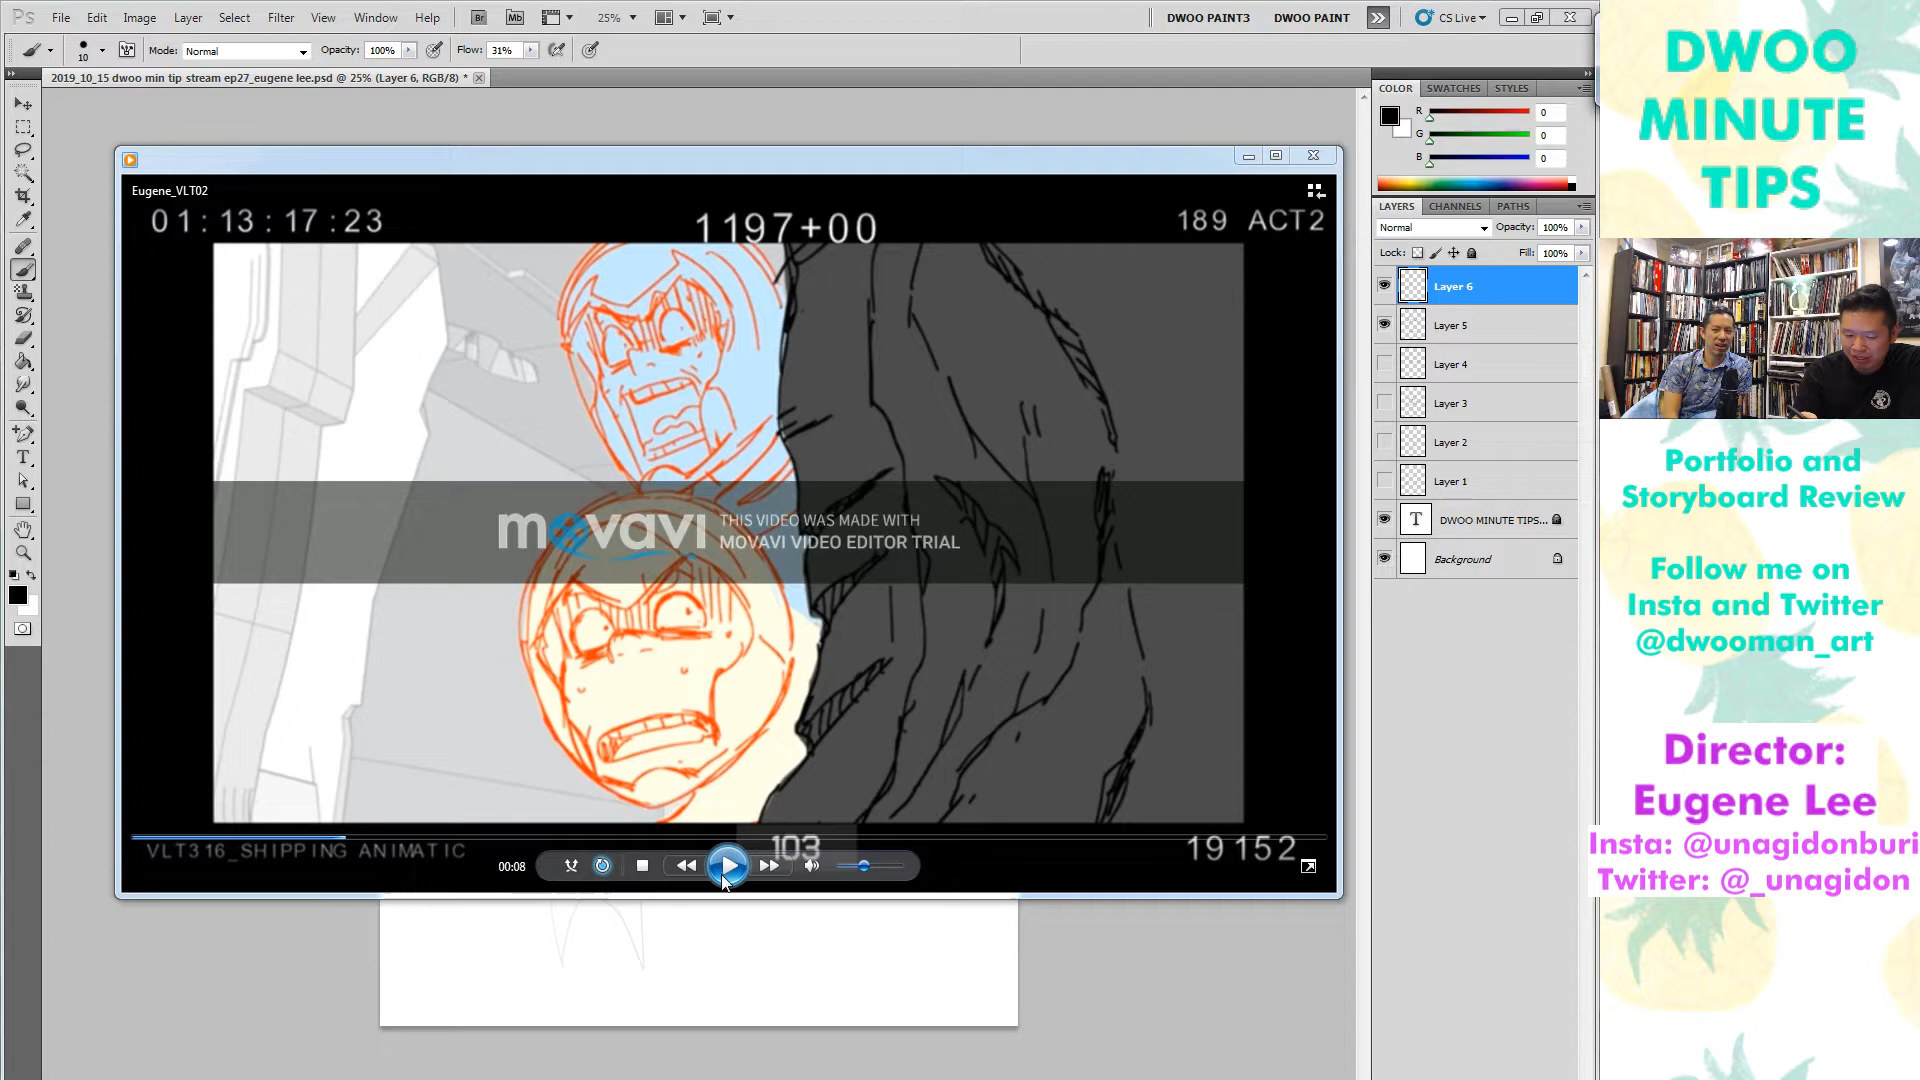 Ps File Edit Image Layer Select Filter View Window Help Br Mb 25% DWOO PAINT3 DWOO PAINT CS Live
10 Mode: Normal Opacity: 100% Flow: 31%
2019_10_15 dwoo min tip stream ep27_eugene lee.psd @ 25% (Layer 6, RGB/8) *
Eugene_VLT02
01:13:17:23 1197+00 189 ACT2
movavi
THIS VIDEO WAS MADE WITH
MOVAVI VIDEO EDITOR TRIAL
VLT316_SHIPPING ANIMATIC 103 19152
00:08
COLOR SWATCHES STYLES
R 0
G 0
B 0
LAYERS CHANNELS PATHS
Normal Opacity: 100%
Lock: Fill: 100%
Layer 6
Layer 5
Layer 4
Layer 3
Layer 2
Layer 1
T DWOO MINUTE TIPS...
Background
DWOO
MINUTE
TIPS
Portfolio and
Storyboard Review
Follow me on
Insta and Twitter
@dwooman_art
Director:
Eugene Lee
Insta: @unagidonburi
Twitter: @_unagidon